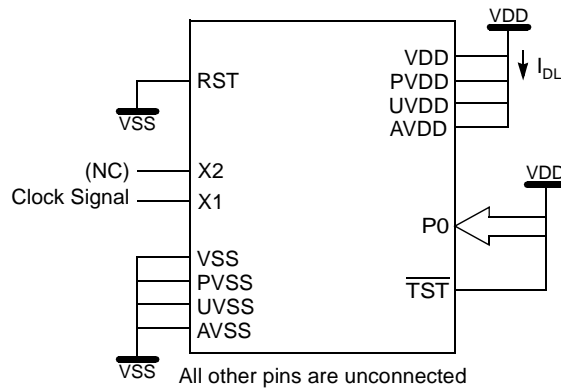 VDD
VDD
I_DL
PVDD
RST
UVDD
VSS
AVDD
(NC)
X2
VDD
Clock Signal
X1
P0
VSS
PVSS
TST
UVSS
AVSS
VSS
All other pins are unconnected